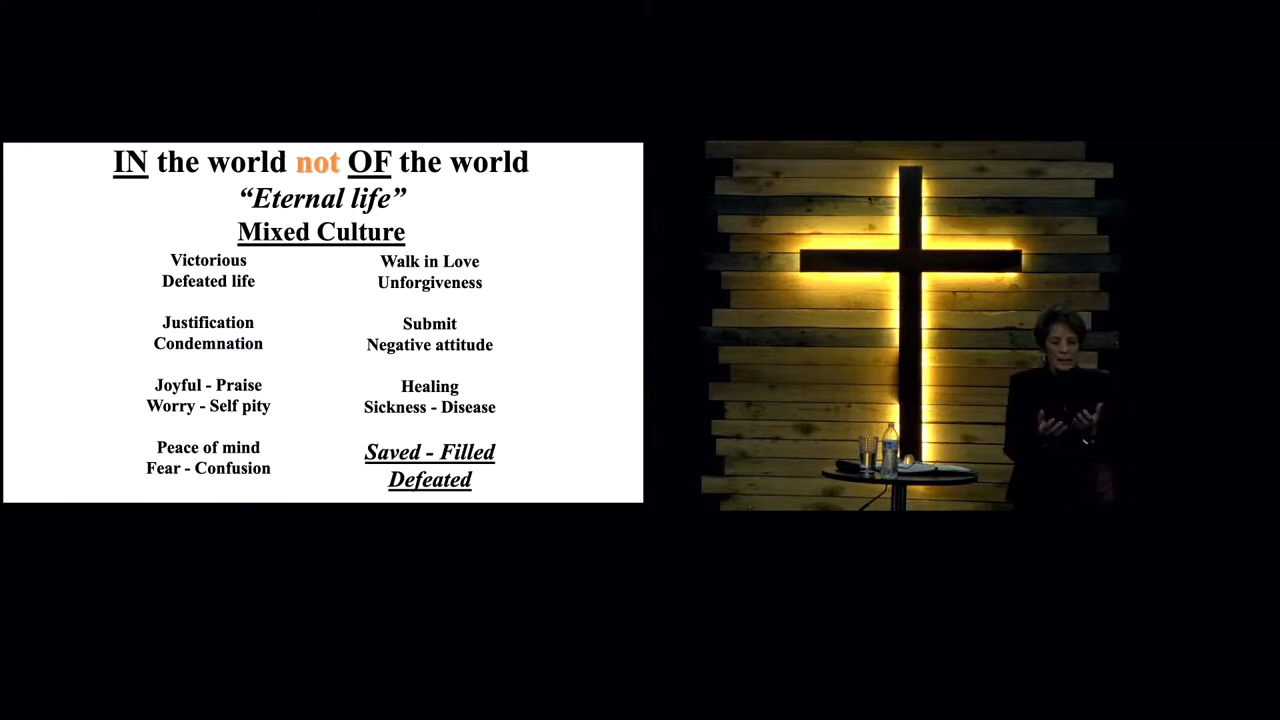 IN the world not OF the world
“Eternal life”
Mixed Culture
Victorious
Defeated life
Justification
Condemnation
Joyful - Praise
Worry - Self pity
Peace of mind
Fear - Confusion
Walk in Love
Unforgiveness
Submit
Negative attitude
Healing
Sickness - Disease
Saved - Filled
Defeated